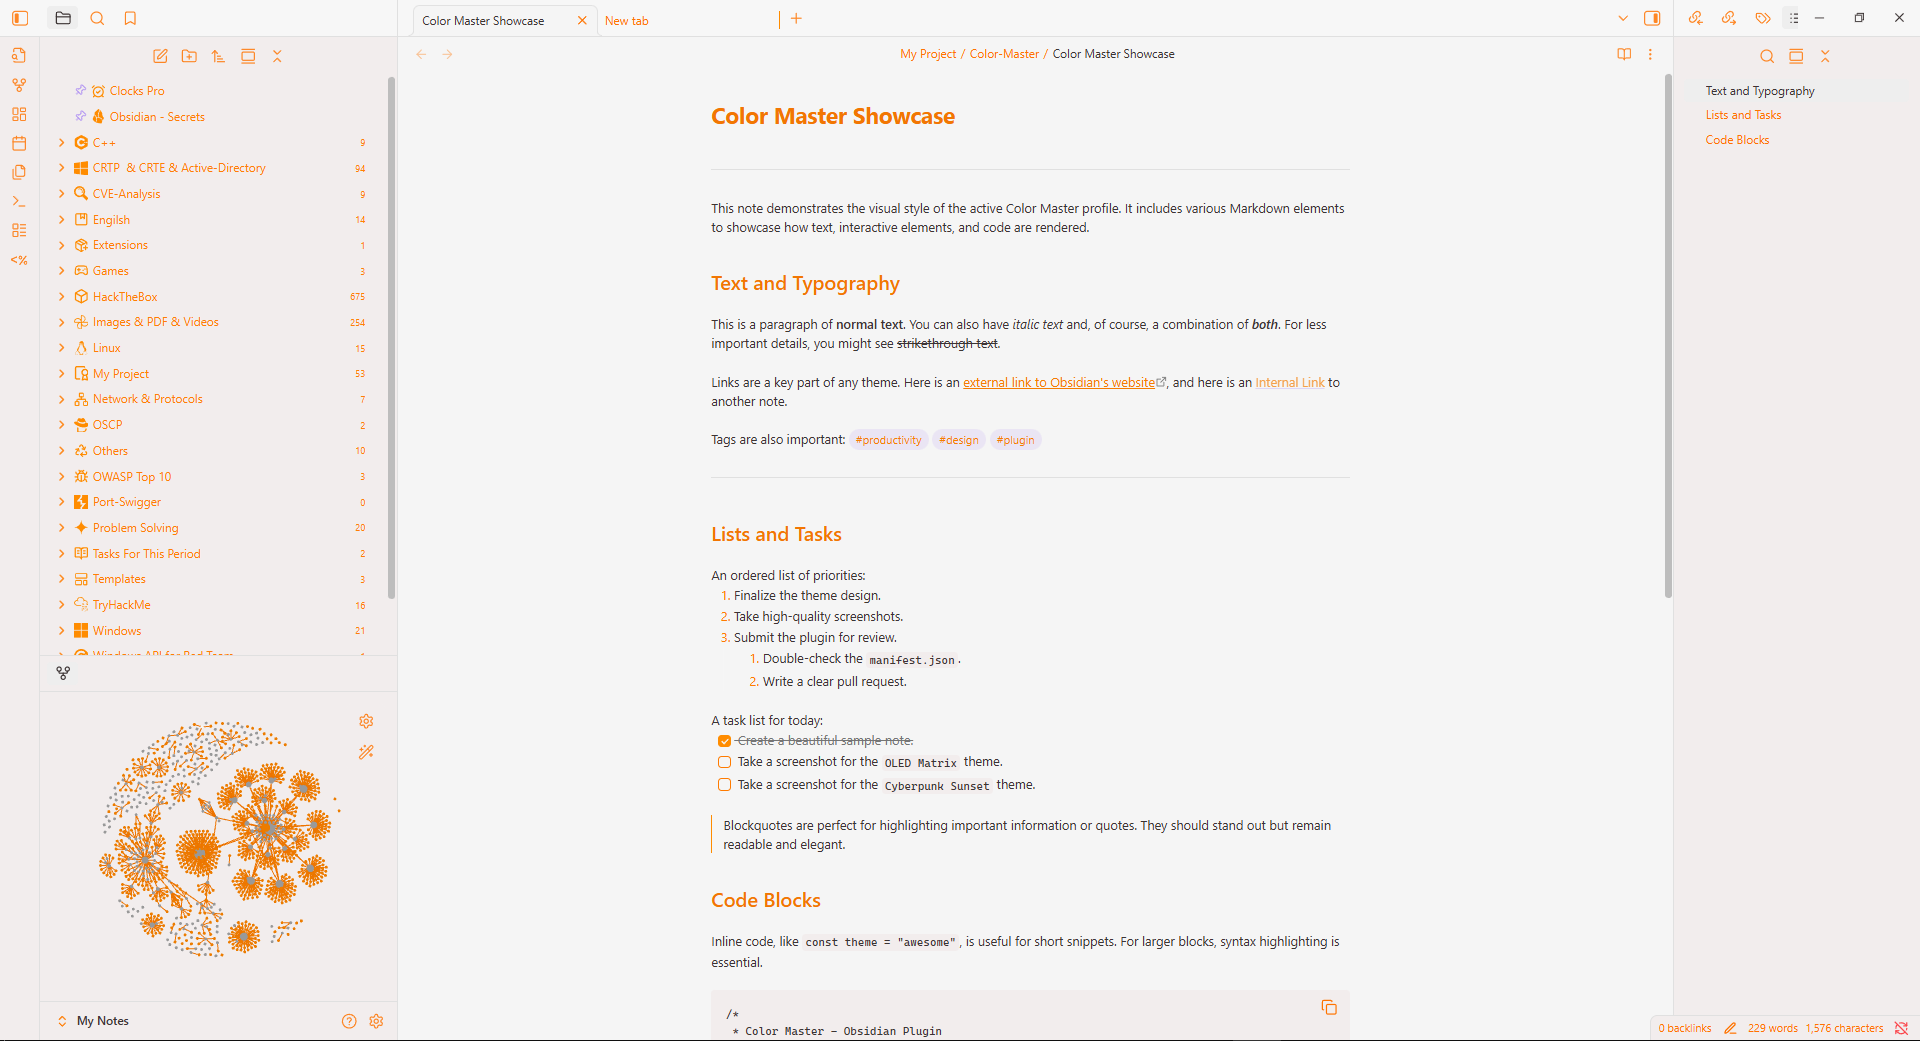 Color Master Showcase
New tab
My Project / Color-Master / Color Master Showcase
Clocks Pro
Obsidian - Secrets
C++ 9
CRTP & CRTE & Active-Directory 94
CVE-Analysis 9
Engilsh 14
Extensions 1
Games 3
HackTheBox 675
Images & PDF & Videos 254
Linux 15
My Project 53
Network & Protocols 7
OSCP 2
Others 10
OWASP Top 10 3
Port-Swigger 0
Problem Solving 20
Tasks For This Period 2
Templates 3
TryHackMe 16
Windows 21
My Notes
Color Master Showcase
This note demonstrates the visual style of the active Color Master profile. It includes various Markdown elements
to showcase how text, interactive elements, and code are rendered.
Text and Typography
This is a paragraph of normal text. You can also have italic text and, of course, a combination of both. For less
important details, you might see strikethrough text.
Links are a key part of any theme. Here is an external link to Obsidian's website, and here is an Internal Link to
another note.
Tags are also important: #productivity #design #plugin
Lists and Tasks
An ordered list of priorities:
1. Finalize the theme design.
2. Take high-quality screenshots.
3. Submit the plugin for review.
1. Double-check the manifest.json.
2. Write a clear pull request.
A task list for today:
Create a beautiful sample note.
Take a screenshot for the OLED Matrix theme.
Take a screenshot for the Cyberpunk Sunset theme.
Blockquotes are perfect for highlighting important information or quotes. They should stand out but remain
readable and elegant.
Code Blocks
Inline code, like const theme = "awesome", is useful for short snippets. For larger blocks, syntax highlighting is
essential.
/*
* Color Master - Obsidian Plugin
Text and Typography
Lists and Tasks
Code Blocks
0 backlinks 229 words 1,576 characters